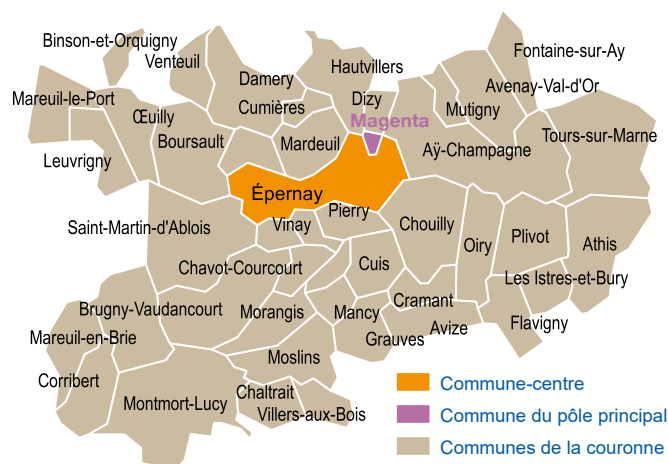 Binson-et-Orquigny
Venteuil
Fontaine-sur-Ay
Damery
Hautvillers
Avenay-Val-d'Or
Mareuil-le-Port
Cumières
Dizy
Mutigny
Œuilly
Magenta
Tours-sur-Marne
Boursault
Mardeuil
Aÿ-Champagne
Leuvrigny
Épernay
Pierry
Saint-Martin-d'Ablois
Vinay
Chouilly
Oiry
Plivot
Athis
Chavot-Courcourt
Cuis
Les Istres-et-Bury
Brugny-Vaudancourt
Morangis
Mancy
Cramant
Avize
Flavigny
Mareuil-en-Brie
Grauves
Moslins
Corribert
Montmort-Lucy
Chaltrait
Villers-aux-Bois
Commune-centre
Commune du pôle principal
Communes de la couronne